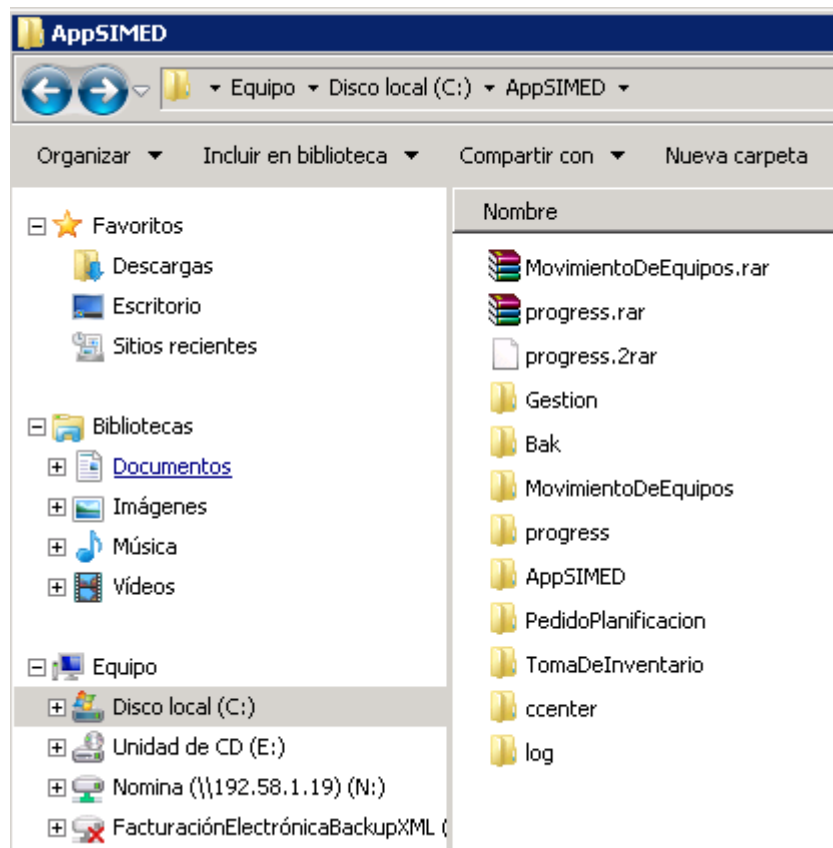 AppSIMED
Equipo Disco local (C:) AppSIMED
Organizar Incluir en biblioteca Compartir con Nueva carpeta
Favoritos
Descargas
Escritorio
Sitios recientes
Bibliotecas
Documentos
Imágenes
Música
Vídeos
Equipo
Disco local (C:)
Unidad de CD (E:)
Nomina (\\192.58.1.19) (N:)
FacturaciónElectrónicaBackupXML (
Nombre
MovimientoDeEquipos.rar
progress.rar
progress.2rar
Gestion
Bak
MovimientoDeEquipos
progress
AppSIMED
PedidoPlanificacion
TomaDeInventario
ccenter
log